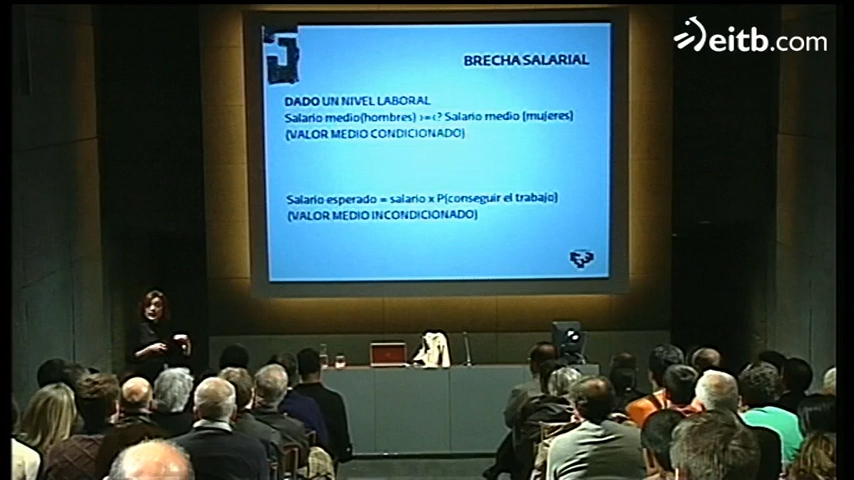 eitb.com
BRECHA SALARIAL
DADO UN NIVEL LABORAL
Salario medio(hombres) >=<? Salario medio (mujeres)
(VALOR MEDIO CONDICIONADO)
Salario esperado = salario x P(conseguir el trabajo)
(VALOR MEDIO INCONDICIONADO)